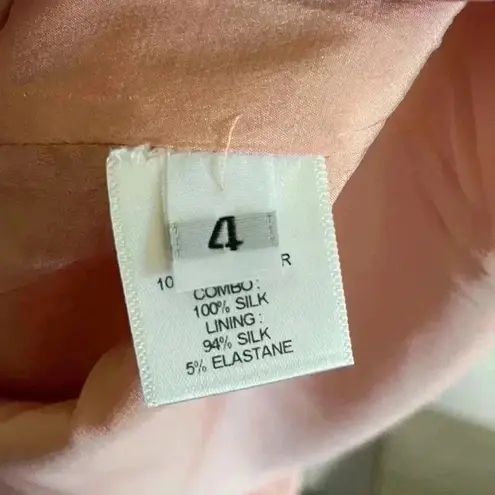 4
10 R
COMBO:
100% SILK
LINING:
94% SILK
5% ELASTANE